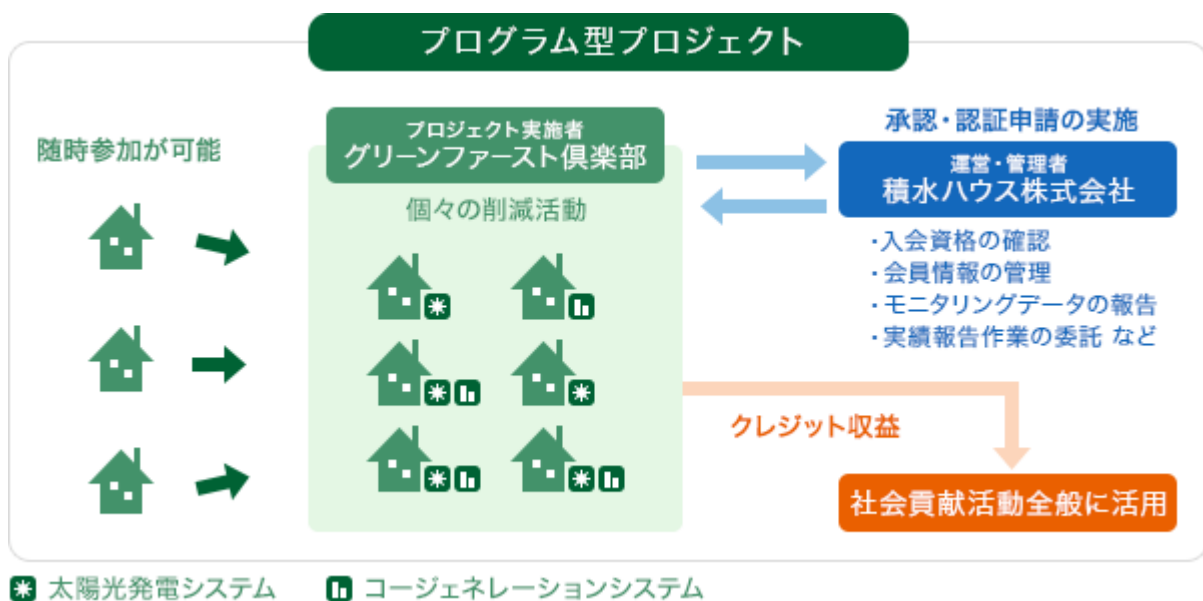 プログラム型プロジェクト
随時参加が可能
プロジェクト実施者
グリーンファースト倶楽部
個々の削減活動
承認・認証申請の実施
運営・管理者
積水ハウス株式会社
・入会資格の確認
・会員情報の管理
・モニタリングデータの報告
・実績報告作業の委託 など
クレジット収益
社会貢献活動全般に活用
太陽光発電システム
コージェネレーションシステム